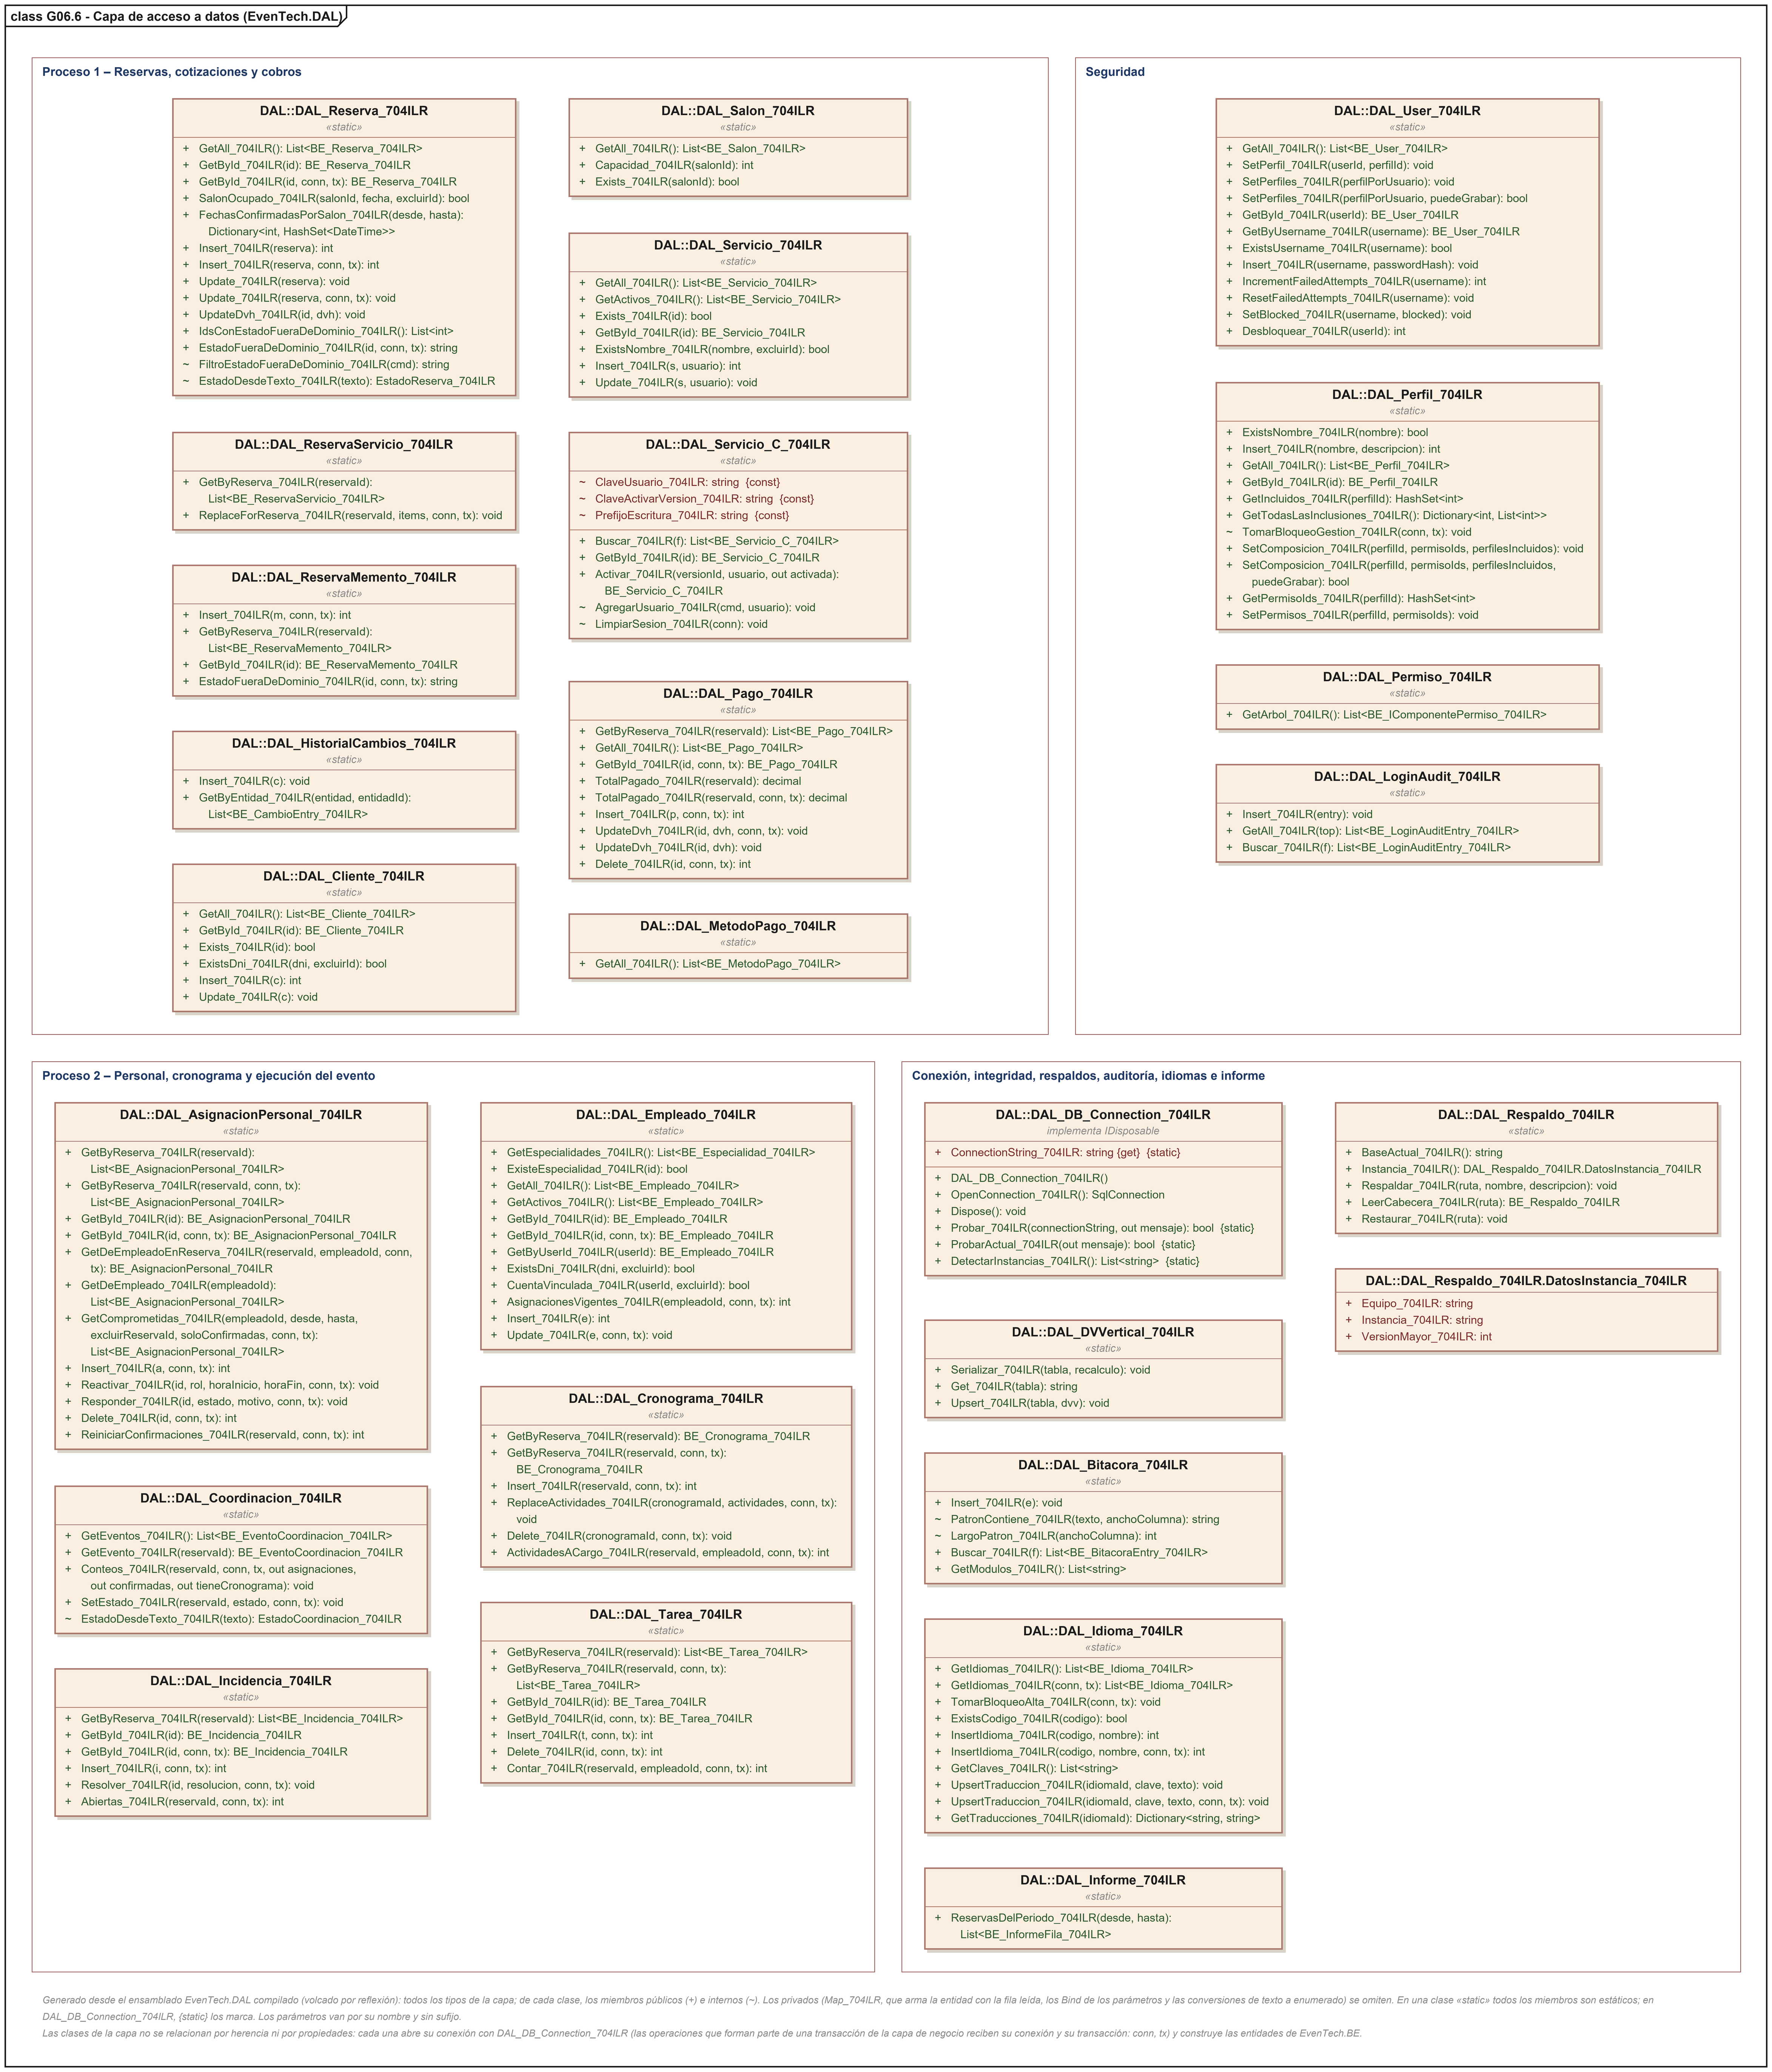 class G06.6 - Capa de acceso a datos (EvenTech.DAL)
Proceso 1 – Reservas, cotizaciones y cobros
DAL::DAL_Reserva_704ILR
«static»
+ GetAll_704ILR(): List<BE_Reserva_704ILR>
+ GetById_704ILR(id): BE_Reserva_704ILR
+ GetById_704ILR(id, conn, tx): BE_Reserva_704ILR
+ SalonOcupado_704ILR(salonId, fecha, excluirId): bool
+ FechasConfirmadasPorSalon_704ILR(desde, hasta):
Dictionary<int, HashSet<DateTime>>
+ Insert_704ILR(reserva): int
+ Insert_704ILR(reserva, conn, tx): int
+ Update_704ILR(reserva): void
+ Update_704ILR(reserva, conn, tx): void
+ UpdateDvh_704ILR(id, dvh): void
+ IdsConEstadoFueraDeDominio_704ILR(): List<int>
+ EstadoFueraDeDominio_704ILR(id, conn, tx): string
~ FiltroEstadoFueraDeDominio_704ILR(cmd): string
~ EstadoDesdeTexto_704ILR(texto): EstadoReserva_704ILR
DAL::DAL_ReservaServicio_704ILR
«static»
+ GetByReserva_704ILR(reservaId):
List<BE_ReservaServicio_704ILR>
+ ReplaceForReserva_704ILR(reservaId, items, conn, tx): void
DAL::DAL_ReservaMemento_704ILR
«static»
+ Insert_704ILR(m, conn, tx): int
+ GetByReserva_704ILR(reservaId):
List<BE_ReservaMemento_704ILR>
+ GetById_704ILR(id): BE_ReservaMemento_704ILR
+ EstadoFueraDeDominio_704ILR(id, conn, tx): string
DAL::DAL_HistorialCambios_704ILR
«static»
+ Insert_704ILR(c): void
+ GetByEntidad_704ILR(entidad, entidadId):
List<BE_CambioEntry_704ILR>
DAL::DAL_Cliente_704ILR
«static»
+ GetAll_704ILR(): List<BE_Cliente_704ILR>
+ GetById_704ILR(id): BE_Cliente_704ILR
+ Exists_704ILR(id): bool
+ ExistsDni_704ILR(dni, excluirId): bool
+ Insert_704ILR(c): int
+ Update_704ILR(c): void
DAL::DAL_Salon_704ILR
«static»
+ GetAll_704ILR(): List<BE_Salon_704ILR>
+ Capacidad_704ILR(salonId): int
+ Exists_704ILR(salonId): bool
DAL::DAL_Servicio_704ILR
«static»
+ GetAll_704ILR(): List<BE_Servicio_704ILR>
+ GetActivos_704ILR(): List<BE_Servicio_704ILR>
+ Exists_704ILR(id): bool
+ GetById_704ILR(id): BE_Servicio_704ILR
+ ExistsNombre_704ILR(nombre, excluirId): bool
+ Insert_704ILR(s, usuario): int
+ Update_704ILR(s, usuario): void
DAL::DAL_Servicio_C_704ILR
«static»
~ ClaveUsuario_704ILR: string {const}
~ ClaveActivarVersion_704ILR: string {const}
~ PrefijoEscritura_704ILR: string {const}
+ Buscar_704ILR(f): List<BE_Servicio_C_704ILR>
+ GetById_704ILR(id): BE_Servicio_C_704ILR
+ Activar_704ILR(versionId, usuario, out activada):
BE_Servicio_C_704ILR
~ AgregarUsuario_704ILR(cmd, usuario): void
~ LimpiarSesion_704ILR(conn): void
DAL::DAL_Pago_704ILR
«static»
+ GetByReserva_704ILR(reservaId): List<BE_Pago_704ILR>
+ GetAll_704ILR(): List<BE_Pago_704ILR>
+ GetById_704ILR(id, conn, tx): BE_Pago_704ILR
+ TotalPagado_704ILR(reservaId): decimal
+ TotalPagado_704ILR(reservaId, conn, tx): decimal
+ Insert_704ILR(p, conn, tx): int
+ UpdateDvh_704ILR(id, dvh, conn, tx): void
+ UpdateDvh_704ILR(id, dvh): void
+ Delete_704ILR(id, conn, tx): int
DAL::DAL_MetodoPago_704ILR
«static»
+ GetAll_704ILR(): List<BE_MetodoPago_704ILR>
Seguridad
DAL::DAL_User_704ILR
«static»
+ GetAll_704ILR(): List<BE_User_704ILR>
+ SetPerfil_704ILR(userId, perfilId): void
+ SetPerfiles_704ILR(perfilPorUsuario): void
+ SetPerfiles_704ILR(perfilPorUsuario, puedeGrabar): bool
+ GetById_704ILR(userId): BE_User_704ILR
+ GetByUsername_704ILR(username): BE_User_704ILR
+ ExistsUsername_704ILR(username): bool
+ Insert_704ILR(username, passwordHash): void
+ IncrementFailedAttempts_704ILR(username): int
+ ResetFailedAttempts_704ILR(username): void
+ SetBlocked_704ILR(username, blocked): void
+ Desbloquear_704ILR(userId): int
DAL::DAL_Perfil_704ILR
«static»
+ ExistsNombre_704ILR(nombre): bool
+ Insert_704ILR(nombre, descripcion): int
+ GetAll_704ILR(): List<BE_Perfil_704ILR>
+ GetById_704ILR(id): BE_Perfil_704ILR
+ GetIncluidos_704ILR(perfilId): HashSet<int>
+ GetTodasLasInclusiones_704ILR(): Dictionary<int, List<int>>
~ TomarBloqueoGestion_704ILR(conn, tx): void
+ SetComposicion_704ILR(perfilId, permisoIds, perfilesIncluidos): void
+ SetComposicion_704ILR(perfilId, permisoIds, perfilesIncluidos,
puedeGrabar): bool
+ GetPermisoIds_704ILR(perfilId): HashSet<int>
+ SetPermisos_704ILR(perfilId, permisoIds): void
DAL::DAL_Permiso_704ILR
«static»
+ GetArbol_704ILR(): List<BE_IComponentePermiso_704ILR>
DAL::DAL_LoginAudit_704ILR
«static»
+ Insert_704ILR(entry): void
+ GetAll_704ILR(top): List<BE_LoginAuditEntry_704ILR>
+ Buscar_704ILR(f): List<BE_LoginAuditEntry_704ILR>
Proceso 2 – Personal, cronograma y ejecución del evento
DAL::DAL_AsignacionPersonal_704ILR
«static»
+ GetByReserva_704ILR(reservaId):
List<BE_AsignacionPersonal_704ILR>
+ GetByReserva_704ILR(reservaId, conn, tx):
List<BE_AsignacionPersonal_704ILR>
+ GetById_704ILR(id): BE_AsignacionPersonal_704ILR
+ GetById_704ILR(id, conn, tx): BE_AsignacionPersonal_704ILR
+ GetDeEmpleadoEnReserva_704ILR(reservaId, empleadoId, conn,
tx): BE_AsignacionPersonal_704ILR
+ GetDeEmpleado_704ILR(empleadoId):
List<BE_AsignacionPersonal_704ILR>
+ GetComprometidas_704ILR(empleadoId, desde, hasta,
excluirReservaId, soloConfirmadas, conn, tx):
List<BE_AsignacionPersonal_704ILR>
+ Insert_704ILR(a, conn, tx): int
+ Reactivar_704ILR(id, rol, horaInicio, horaFin, conn, tx): void
+ Responder_704ILR(id, estado, motivo, conn, tx): void
+ Delete_704ILR(id, conn, tx): int
+ ReiniciarConfirmaciones_704ILR(reservaId, conn, tx): int
DAL::DAL_Coordinacion_704ILR
«static»
+ GetEventos_704ILR(): List<BE_EventoCoordinacion_704ILR>
+ GetEvento_704ILR(reservaId): BE_EventoCoordinacion_704ILR
+ Conteos_704ILR(reservaId, conn, tx, out asignaciones,
out confirmadas, out tieneCronograma): void
+ SetEstado_704ILR(reservaId, estado, conn, tx): void
~ EstadoDesdeTexto_704ILR(texto): EstadoCoordinacion_704ILR
DAL::DAL_Incidencia_704ILR
«static»
+ GetByReserva_704ILR(reservaId): List<BE_Incidencia_704ILR>
+ GetById_704ILR(id): BE_Incidencia_704ILR
+ GetById_704ILR(id, conn, tx): BE_Incidencia_704ILR
+ Insert_704ILR(i, conn, tx): int
+ Resolver_704ILR(id, resolucion, conn, tx): void
+ Abiertas_704ILR(reservaId, conn, tx): int
DAL::DAL_Empleado_704ILR
«static»
+ GetEspecialidades_704ILR(): List<BE_Especialidad_704ILR>
+ ExisteEspecialidad_704ILR(id): bool
+ GetAll_704ILR(): List<BE_Empleado_704ILR>
+ GetActivos_704ILR(): List<BE_Empleado_704ILR>
+ GetById_704ILR(id): BE_Empleado_704ILR
+ GetById_704ILR(id, conn, tx): BE_Empleado_704ILR
+ GetByUserId_704ILR(userId): BE_Empleado_704ILR
+ ExistsDni_704ILR(dni, excluirId): bool
+ CuentaVinculada_704ILR(userId, excluirId): bool
+ AsignacionesVigentes_704ILR(empleadoId, conn, tx): int
+ Insert_704ILR(e): int
+ Update_704ILR(e, conn, tx): void
DAL::DAL_Cronograma_704ILR
«static»
+ GetByReserva_704ILR(reservaId): BE_Cronograma_704ILR
+ GetByReserva_704ILR(reservaId, conn, tx):
BE_Cronograma_704ILR
+ Insert_704ILR(reservaId, conn, tx): int
+ ReplaceActividades_704ILR(cronogramaId, actividades, conn, tx):
void
+ Delete_704ILR(cronogramaId, conn, tx): void
+ ActividadesACargo_704ILR(reservaId, empleadoId, conn, tx): int
DAL::DAL_Tarea_704ILR
«static»
+ GetByReserva_704ILR(reservaId): List<BE_Tarea_704ILR>
+ GetByReserva_704ILR(reservaId, conn, tx):
List<BE_Tarea_704ILR>
+ GetById_704ILR(id): BE_Tarea_704ILR
+ GetById_704ILR(id, conn, tx): BE_Tarea_704ILR
+ Insert_704ILR(t, conn, tx): int
+ Delete_704ILR(id, conn, tx): int
+ Contar_704ILR(reservaId, empleadoId, conn, tx): int
Conexión, integridad, respaldos, auditoría, idiomas e informe
DAL::DAL_DB_Connection_704ILR
implementa IDisposable
+ ConnectionString_704ILR: string {get} {static}
+ DAL_DB_Connection_704ILR()
+ OpenConnection_704ILR(): SqlConnection
+ Dispose(): void
+ Probar_704ILR(connectionString, out mensaje): bool {static}
+ ProbarActual_704ILR(out mensaje): bool {static}
+ DetectarInstancias_704ILR(): List<string> {static}
DAL::DAL_DVVertical_704ILR
«static»
+ Serializar_704ILR(tabla, recalculo): void
+ Get_704ILR(tabla): string
+ Upsert_704ILR(tabla, dvv): void
DAL::DAL_Bitacora_704ILR
«static»
+ Insert_704ILR(e): void
~ PatronContiene_704ILR(texto, anchoColumna): string
~ LargoPatron_704ILR(anchoColumna): int
+ Buscar_704ILR(f): List<BE_BitacoraEntry_704ILR>
+ GetModulos_704ILR(): List<string>
DAL::DAL_Idioma_704ILR
«static»
+ GetIdiomas_704ILR(): List<BE_Idioma_704ILR>
+ GetIdiomas_704ILR(conn, tx): List<BE_Idioma_704ILR>
+ TomarBloqueoAlta_704ILR(conn, tx): void
+ ExistsCodigo_704ILR(codigo): bool
+ InsertIdioma_704ILR(codigo, nombre): int
+ InsertIdioma_704ILR(codigo, nombre, conn, tx): int
+ GetClaves_704ILR(): List<string>
+ UpsertTraduccion_704ILR(idiomaId, clave, texto): void
+ UpsertTraduccion_704ILR(idiomaId, clave, texto, conn, tx): void
+ GetTraducciones_704ILR(idiomaId): Dictionary<string, string>
DAL::DAL_Informe_704ILR
«static»
+ ReservasDelPeriodo_704ILR(desde, hasta):
List<BE_InformeFila_704ILR>
DAL::DAL_Respaldo_704ILR
«static»
+ BaseActual_704ILR(): string
+ Instancia_704ILR(): DAL_Respaldo_704ILR.DatosInstancia_704ILR
+ Respaldar_704ILR(ruta, nombre, descripcion): void
+ LeerCabecera_704ILR(ruta): BE_Respaldo_704ILR
+ Restaurar_704ILR(ruta): void
DAL::DAL_Respaldo_704ILR.DatosInstancia_704ILR
+ Equipo_704ILR: string
+ Instancia_704ILR: string
+ VersionMayor_704ILR: int
Generado desde el ensamblado EvenTech.DAL compilado (volcado por reflexión): todos los tipos de la capa; de cada clase, los miembros públicos (+) e internos (~). Los privados (Map_704ILR, que arma la entidad con la fila leída, los Bind de los parámetros y las conversiones de texto a enumerado) se omiten. En una clase «static» todos los miembros son estáticos; en
DAL_DB_Connection_704ILR, {static} los marca. Los parámetros van por su nombre y sin sufijo.
Las clases de la capa no se relacionan por herencia ni por propiedades: cada una abre su conexión con DAL_DB_Connection_704ILR (las operaciones que forman parte de una transacción de la capa de negocio reciben su conexión y su transacción: conn, tx) y construye las entidades de EvenTech.BE.